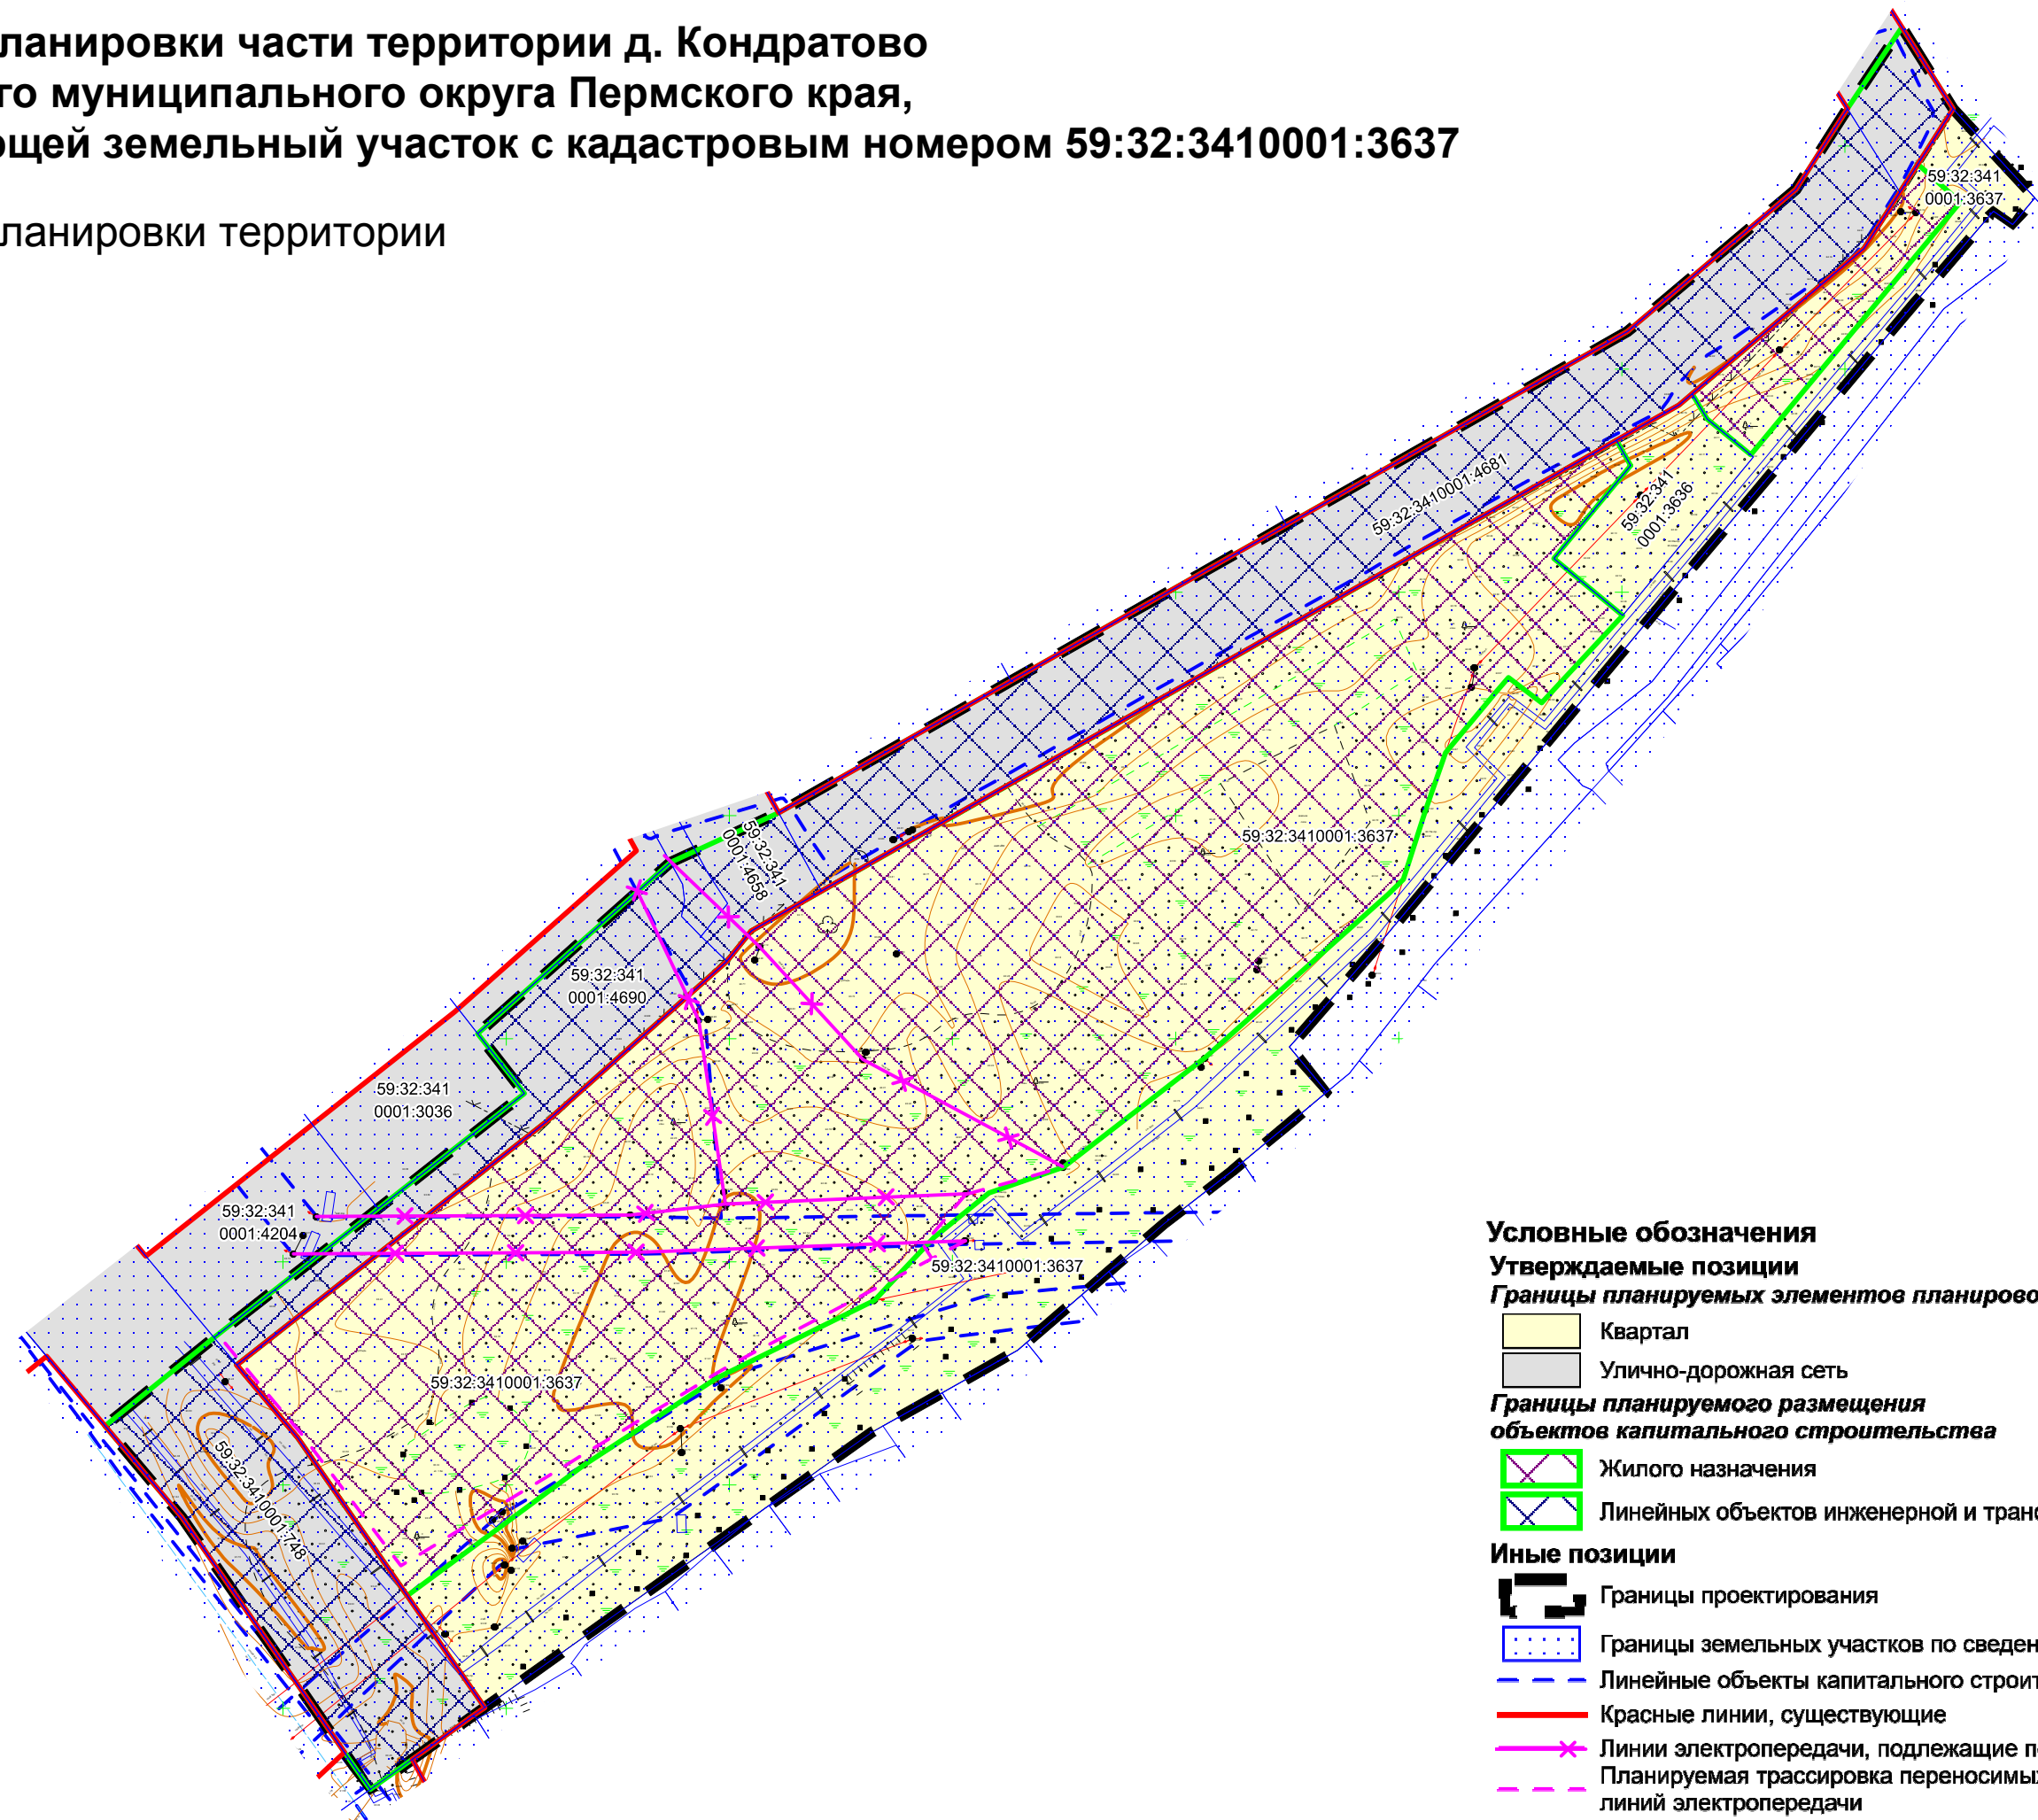 ланировки части территории д. Кондратово
го муниципального округа Пермского края,
ющей земельный участок с кадастровым номером 59:32:3410001:3637
ланировки территории
59:32:341
0001:3637
59:32:3410001:4681
59:32:341
0001:3636
59:32:341
0001:4658
59:32:3410001:3637
59:32:341
0001:4690
59:32:341
0001:3036
59:32:341
0001:4204
59:32:3410001:3637
59:32:3410001:3637
59:32:3410001:748
Условные обозначения
Утверждаемые позиции
Границы планируемых элементов планирово
Квартал
Улично-дорожная сеть
Границы планируемого размещения
объектов капитального строительства
Жилого назначения
Линейных объектов инженерной и тран
Иные позиции
Границы проектирования
Границы земельных участков по сведен
Линейные объекты капитального строит
Красные линии, существующие
Линии электропередачи, подлежащие п
Планируемая трассировка переносимы
линий электропередачи